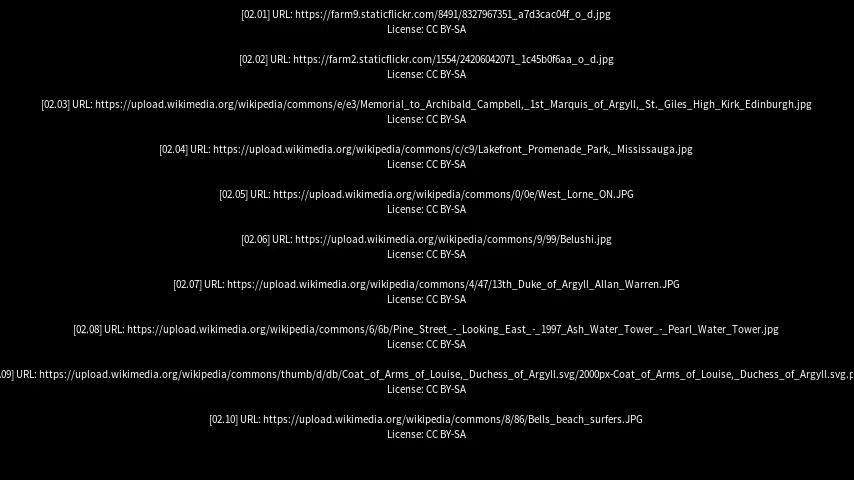 [02.01] URL: https://farm9.staticflickr.com/8491/8327967351_a7d3cac04f_o_d.jpg
License: CC BY-SA
[02.02] URL: https://farm2.staticflickr.com/1554/24206042071_1c45b0f6aa_o_d.jpg
License: CC BY-SA
[02.03] URL: https://upload.wikimedia.org/wikipedia/commons/e/e3/Memorial_to_Archibald_Campbell,_1st_Marquis_of_Argyll,_St._Giles_High_Kirk_Edinburgh.jpg
License: CC BY-SA
[02.04] URL: https://upload.wikimedia.org/wikipedia/commons/c/c9/Lakefront_Promenade_Park,_Mississauga.jpg
License: CC BY-SA
[02.05] URL: https://upload.wikimedia.org/wikipedia/commons/0/0e/West_Lorne_ON.JPG
License: CC BY-SA
[02.06] URL: https://upload.wikimedia.org/wikipedia/commons/9/99/Belushi.jpg
License: CC BY-SA
[02.07] URL: https://upload.wikimedia.org/wikipedia/commons/4/47/13th_Duke_of_Argyll_Allan_Warren.JPG
License: CC BY-SA
[02.08] URL: https://upload.wikimedia.org/wikipedia/commons/6/6b/Pine_Street_-_Looking_East_-_1997_Ash_Water_Tower_-_Pearl_Water_Tower.jpg
License: CC BY-SA
.09] URL: https://upload.wikimedia.org/wikipedia/commons/thumb/d/db/Coat_of_Arms_of_Louise,_Duchess_of_Argyll.svg/2000px-Coat_of_Arms_of_Louise,_Duchess_of_Argyll.svg.p
License: CC BY-SA
[02.10] URL: https://upload.wikimedia.org/wikipedia/commons/8/86/Bells_beach_surfers.JPG
License: CC BY-SA